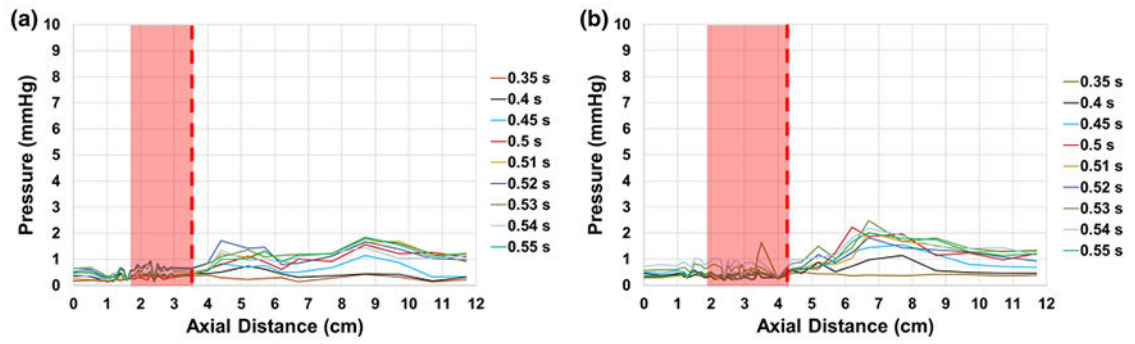 (a)
10
9
8
7
6
5
4
3
2
1
0
Pressure (mmHg)
0 1 2 3 4 5 6 7 8 9 10 11 12
Axial Distance (cm)
0.35 s
0.4 s
0.45 s
0.5 s
0.51 s
0.52 s
0.53 s
0.54 s
0.55 s
(b)
10
9
8
7
6
5
4
3
2
1
0
Pressure (mmHg)
0 1 2 3 4 5 6 7 8 9 10 11 12
Axial Distance (cm)
0.35 s
0.4 s
0.45 s
0.5 s
0.51 s
0.52 s
0.53 s
0.54 s
0.55 s